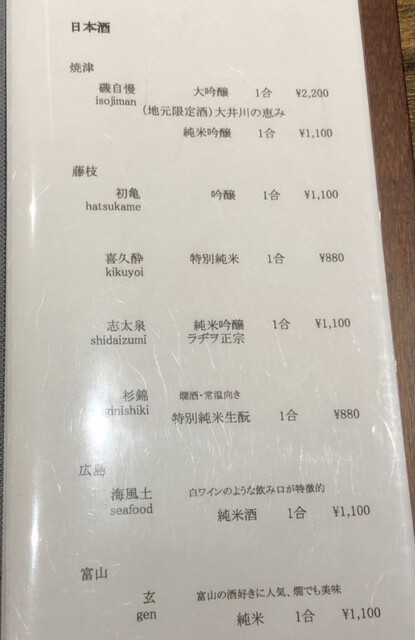 日本酒
焼津
磯自慢 大吟醸 1合 ¥2,200
isojiman
(地元限定酒)大井川の恵み
純米吟醸 1合 ¥1,100
藤枝
初亀 吟醸 1合 ¥1,100
hatsukame
喜久酔 特別純米 1合 ¥880
kikuyoi
志太泉 純米吟醸 1合 ¥1,100
shidaizumi ラヂヲ正宗
杉錦 燗酒・常温向き
特別純米生酛 1合 ¥880
広島
海風土 白ワインのような飲み口が特徴的
seafood 純米酒 1合 ¥1,100
富山
玄 富山の酒好きに人気、燗でも美味
gen 純米 1合 ¥1,100